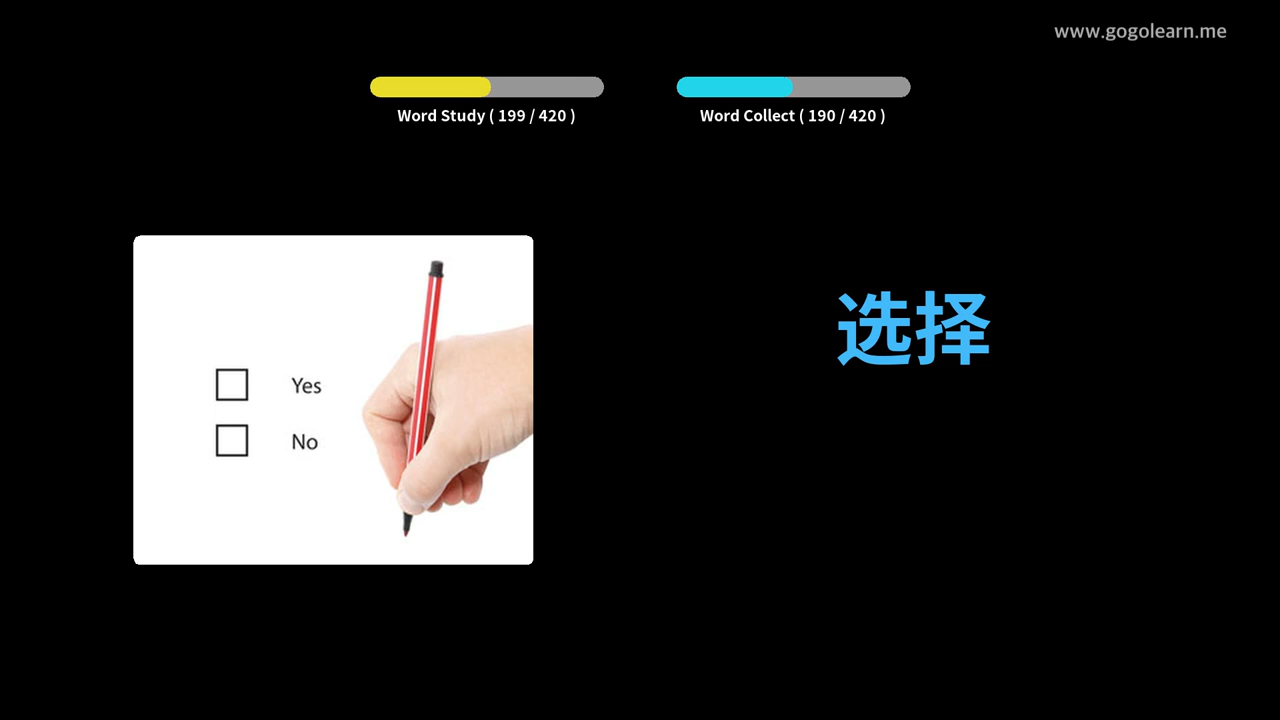 www.gogolearn.me
Word Study ( 199 / 420 )
Word Collect ( 190 / 420 )
选择
Yes
No